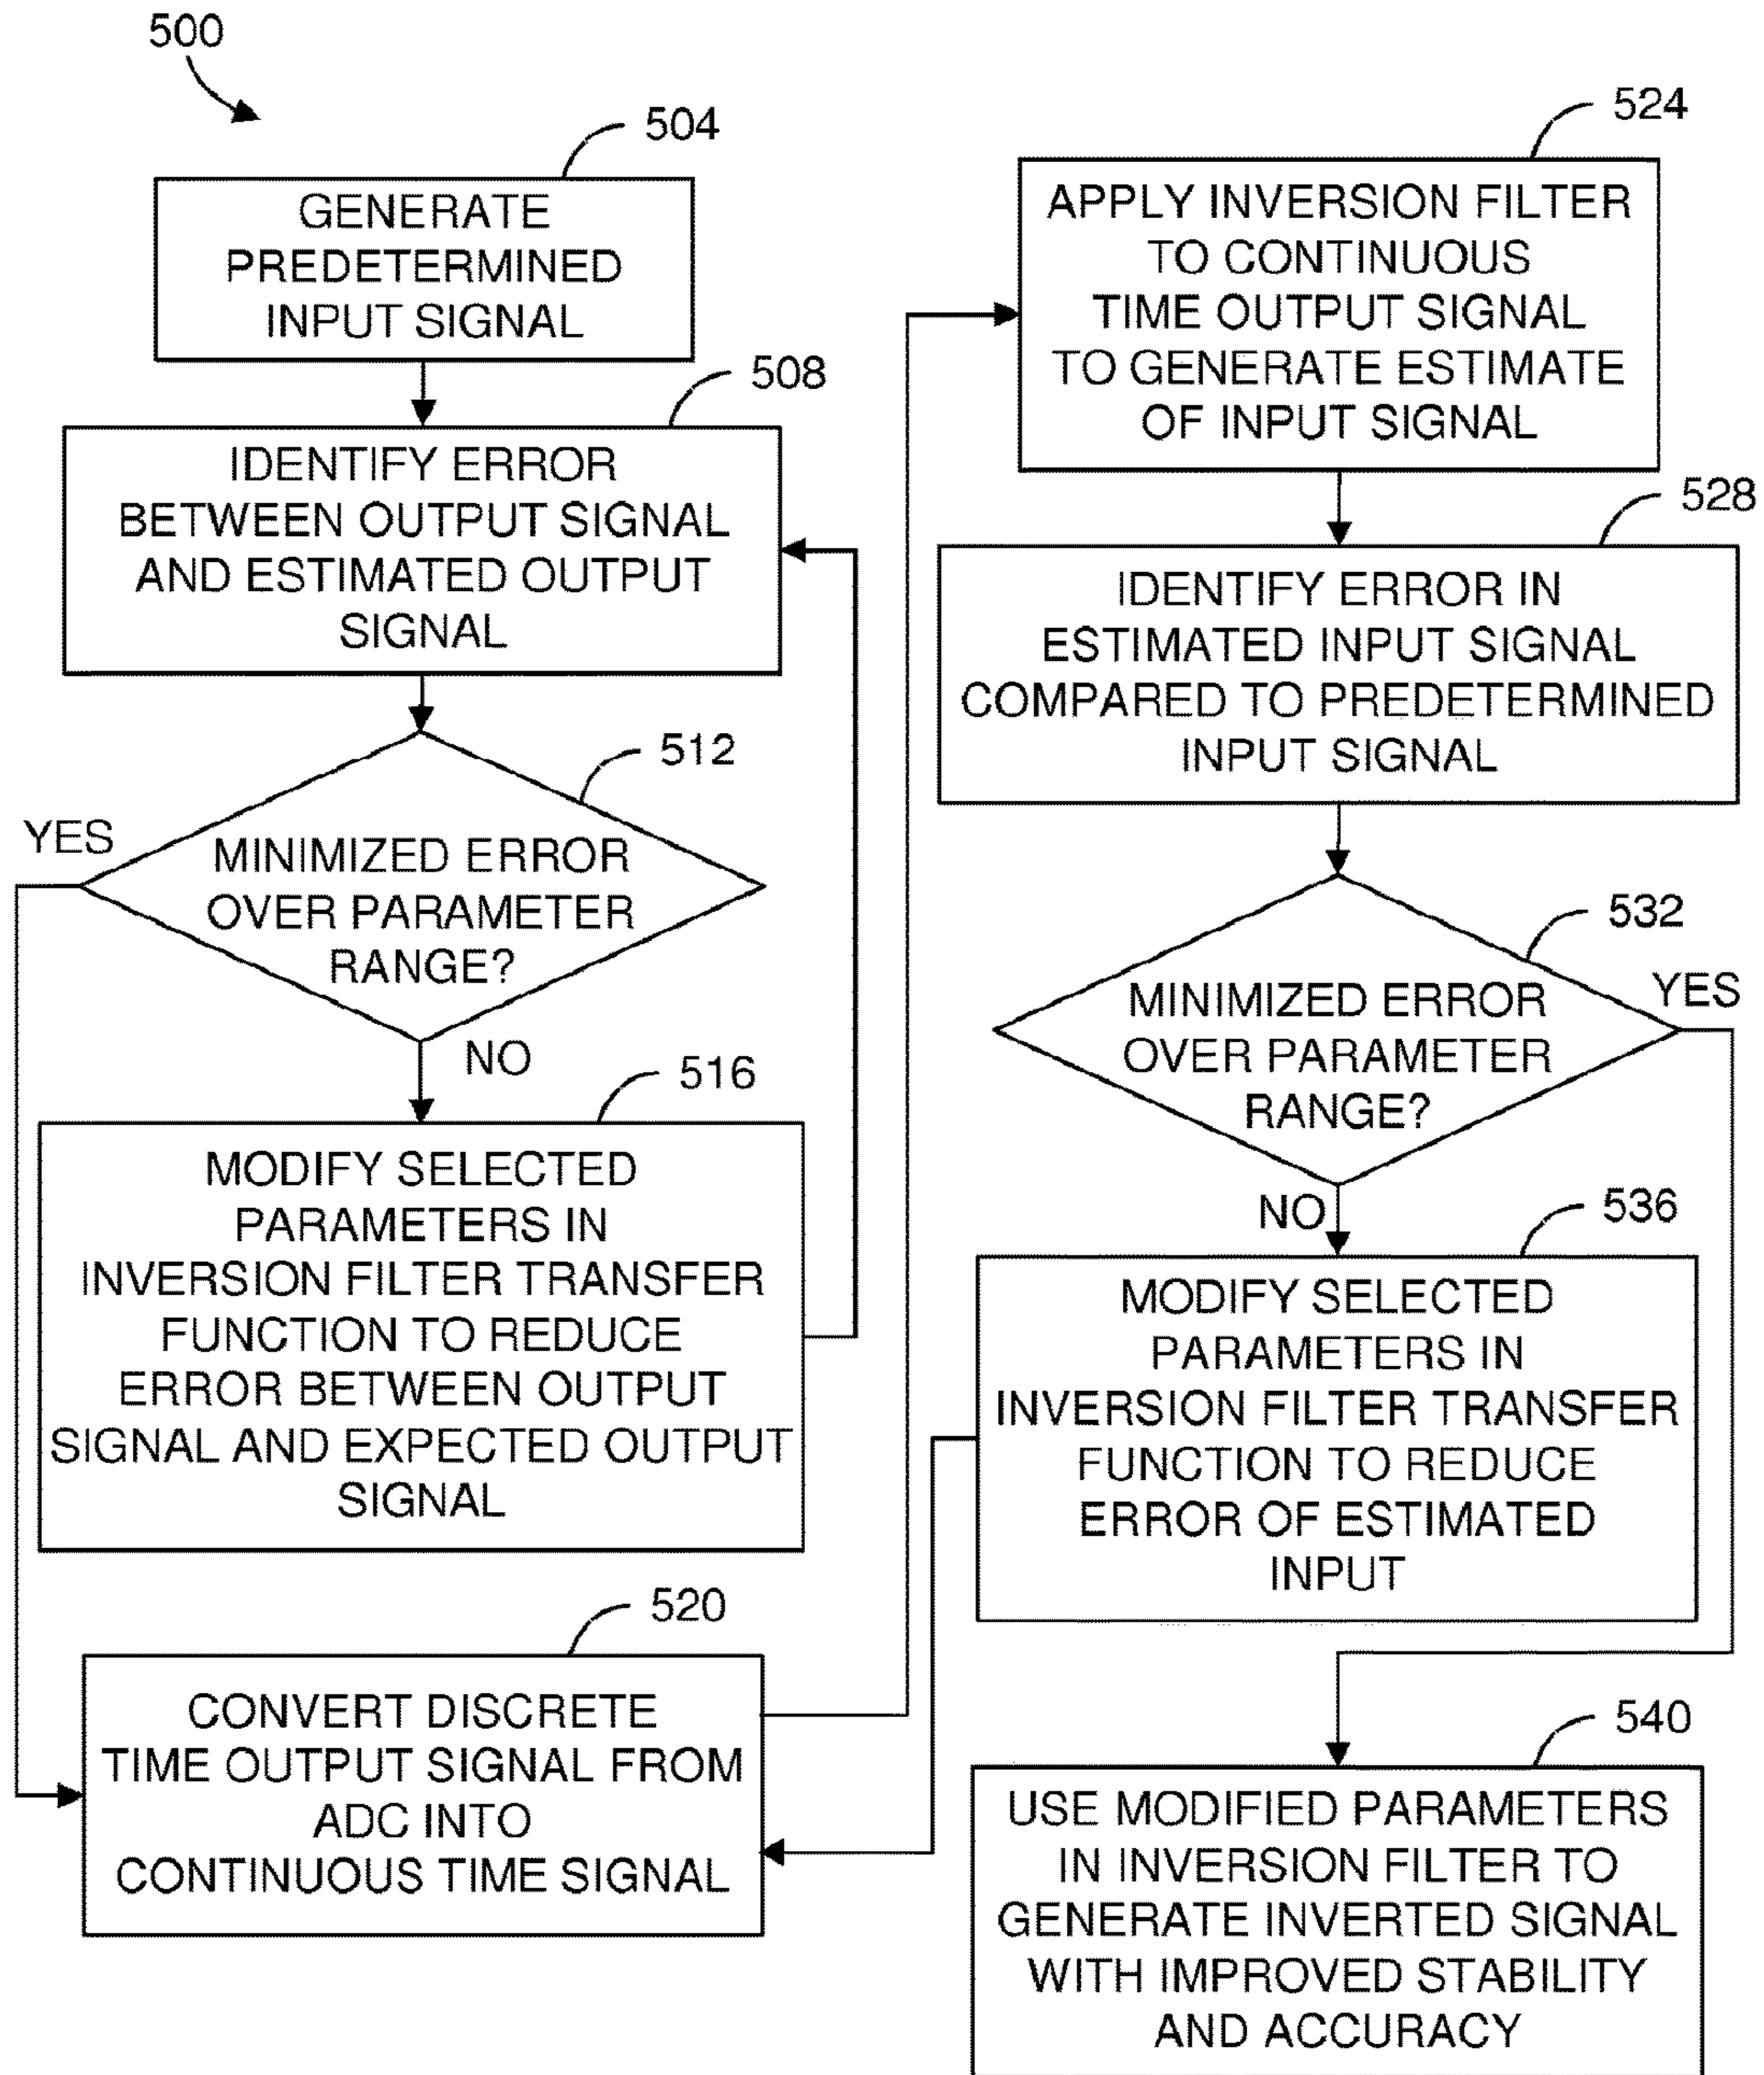 500
504
GENERATE
PREDETERMINED
INPUT SIGNAL
508
IDENTIFY ERROR
BETWEEN OUTPUT SIGNAL
AND ESTIMATED OUTPUT
SIGNAL
512
YES
MINIMIZED ERROR
OVER PARAMETER
RANGE?
NO
516
MODIFY SELECTED
PARAMETERS IN
INVERSION FILTER TRANSFER
FUNCTION TO REDUCE
ERROR BETWEEN OUTPUT
SIGNAL AND EXPECTED OUTPUT
SIGNAL
520
CONVERT DISCRETE
TIME OUTPUT SIGNAL FROM
ADC INTO
CONTINUOUS TIME SIGNAL
524
APPLY INVERSION FILTER
TO CONTINUOUS
TIME OUTPUT SIGNAL
TO GENERATE ESTIMATE
OF INPUT SIGNAL
528
IDENTIFY ERROR IN
ESTIMATED INPUT SIGNAL
COMPARED TO PREDETERMINED
INPUT SIGNAL
532
YES
MINIMIZED ERROR
OVER PARAMETER
RANGE?
NO
536
MODIFY SELECTED
PARAMETERS IN
INVERSION FILTER TRANSFER
FUNCTION TO REDUCE
ERROR OF ESTIMATED
INPUT
540
USE MODIFIED PARAMETERS
IN INVERSION FILTER TO
GENERATE INVERTED SIGNAL
WITH IMPROVED STABILITY
AND ACCURACY